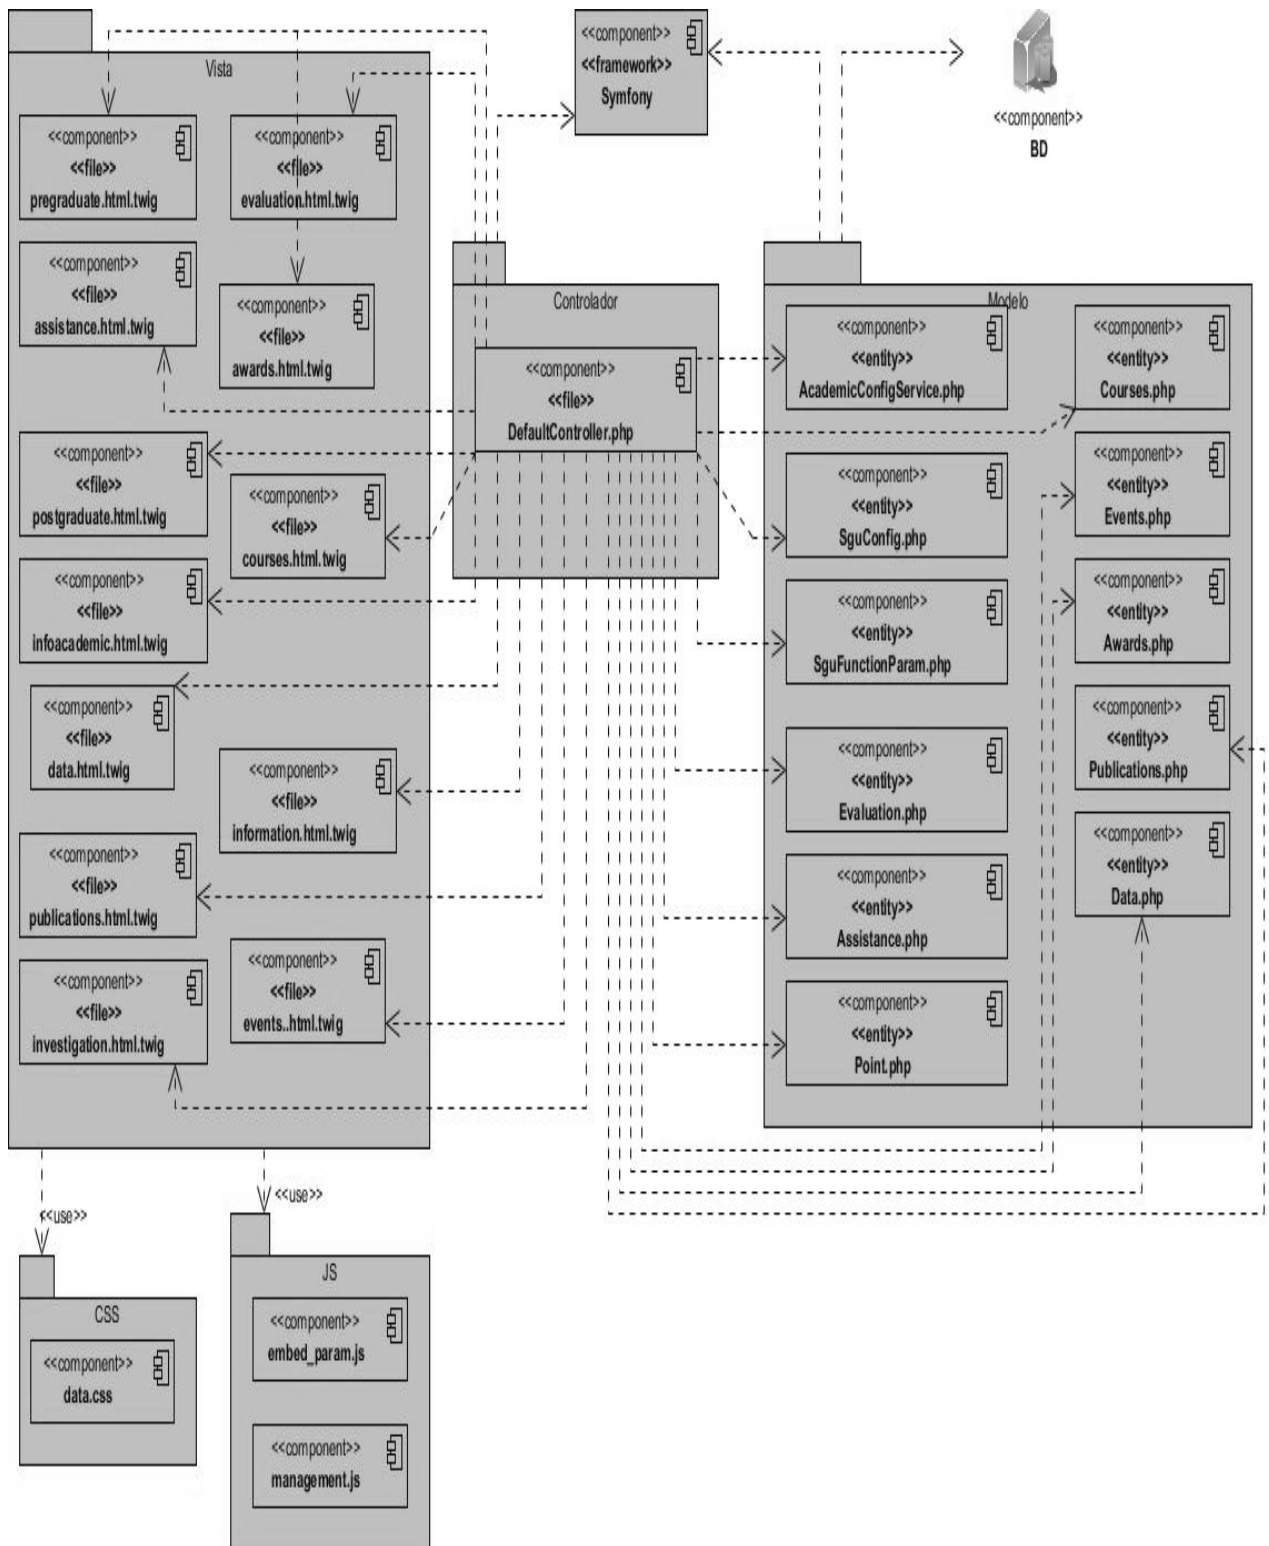 Vista
<<component>>
<<file>>
pregraduate.html.twig
<<component>>
<<file>>
evaluation.html.twig
<<component>>
<<file>>
assistance.html.twig
<<component>>
<<file>>
awards.html.twig
<<component>>
<<file>>
postgraduate.html.twig
<<component>>
<<file>>
courses.html.twig
<<component>>
<<file>>
infoacademic.html.twig
<<component>>
<<file>>
data.html.twig
<<component>>
<<file>>
information.html.twig
<<component>>
<<file>>
publications.html.twig
<<component>>
<<file>>
events..html.twig
<<component>>
<<file>>
investigation.html.twig
<<component>>
<<framework>>
Symfony
<<component>>
BD
Controlador
<<component>>
<<file>>
DefaultController.php
Modelo
<<component>>
<<entity>>
AcademicConfigService.php
<<component>>
<<entity>>
Courses.php
<<component>>
<<entity>>
SguConfig.php
<<component>>
<<entity>>
Events.php
<<component>>
<<entity>>
SguFunctionParam.php
<<component>>
<<entity>>
Awards.php
<<component>>
<<entity>>
Publications.php
<<component>>
<<entity>>
Evaluation.php
<<component>>
<<entity>>
Data.php
<<component>>
<<entity>>
Assistance.php
<<component>>
<<entity>>
Point.php
<<use>>
<<use>>
CSS
<<component>>
data.css
JS
<<component>>
embed_param.js
<<component>>
management.js